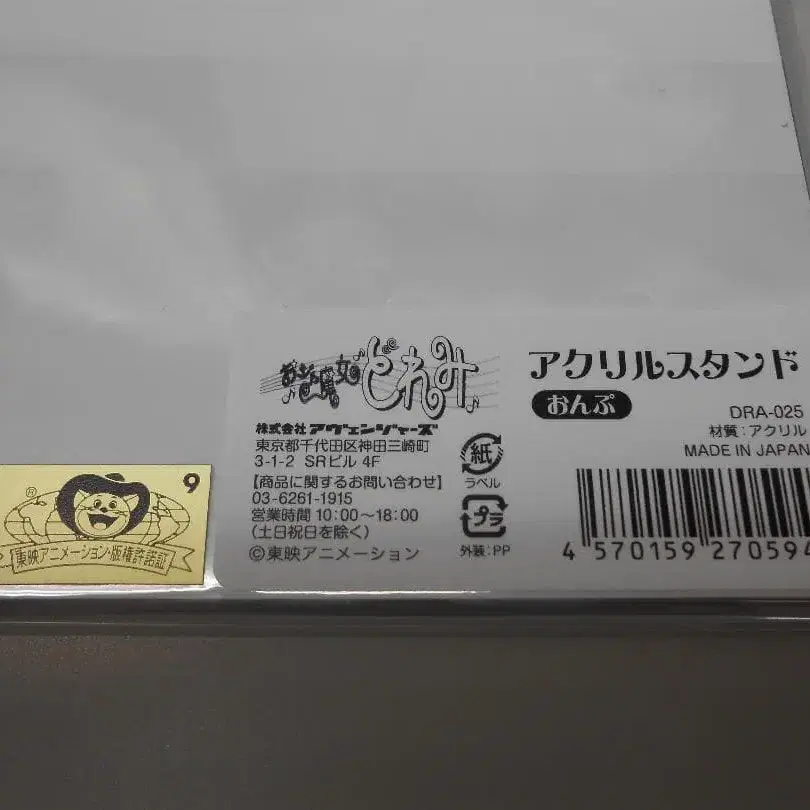 おジャ魔女どれみ
株式会社アヴェンジャーズ
東京都千代田区神田三崎町
3-1-2 SRビル 4F
【商品に関するお問い合わせ】
03-6261-1915
営業時間 10:00～18:00
(土日祝日を除く)
©東映アニメーション
紙
ラベル
プラ
外装:PP
アクリルスタンド
おんぷ
DRA-025
材質:アクリル
MADE IN JAPAN
4 570159 270594
9
®
東映アニメーション・版権許諾証